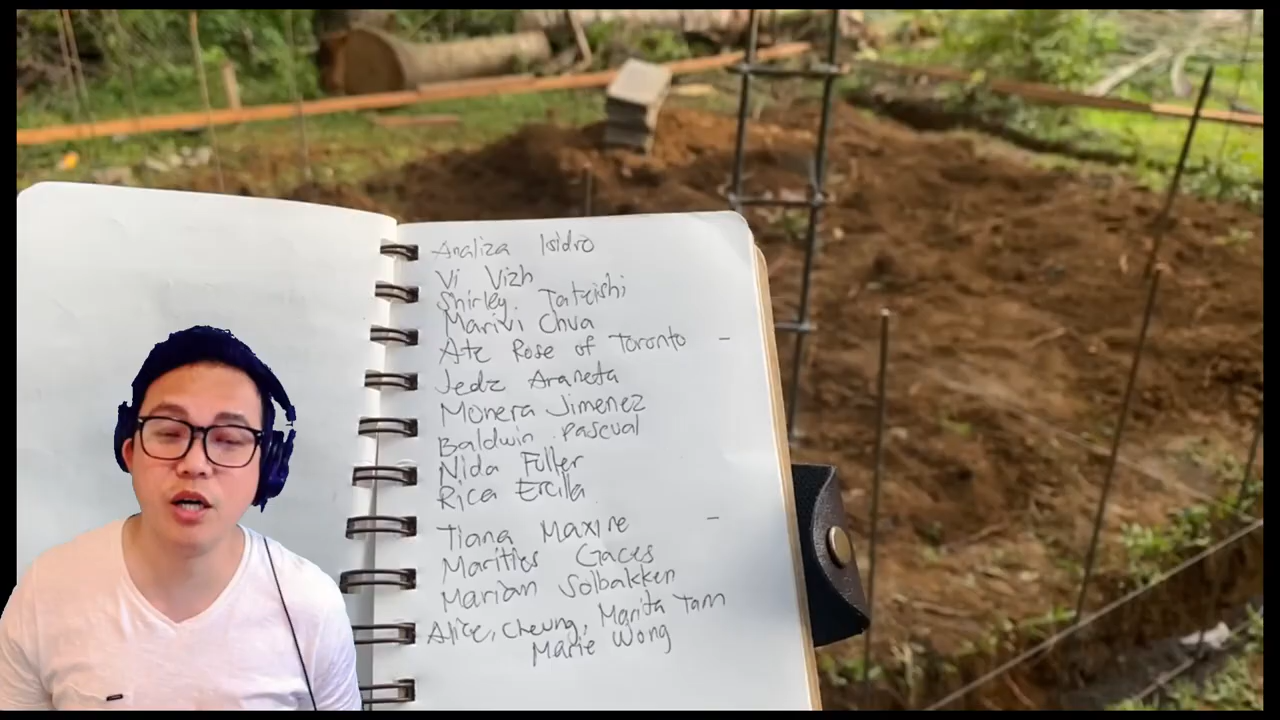 Analiza Isidro
Vi Vizh
Shirley Tateishi
Marivi Chua
Ate Rose of Toronto -
Jedz Araneta
Monera Jimenez
Baldwin Pascual
Nida Fuller
Rica Ercilla
Tiana Maxine -
Marities Gaces
Marian Solbakken
Alice, Cheung, Marita Tam
Marie Wong